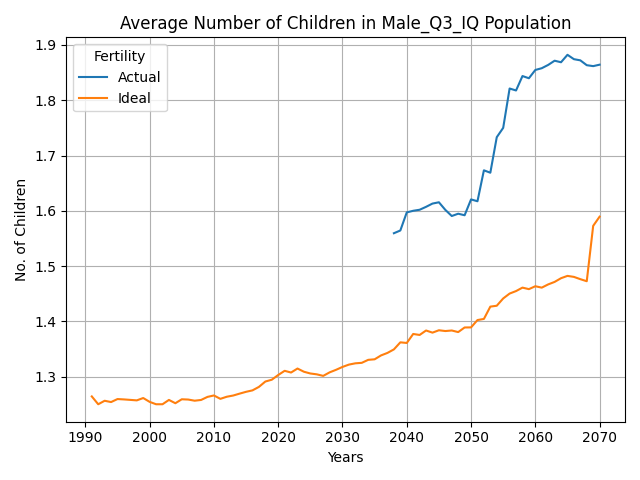 Average Number of Children in Male_Q3_IQ Population
Fertility
Actual
Ideal
1.9
1.8
1.7
1.6
1.5
1.4
1.3
No. of Children
1990 2000 2010 2020 2030 2040 2050 2060 2070
Years